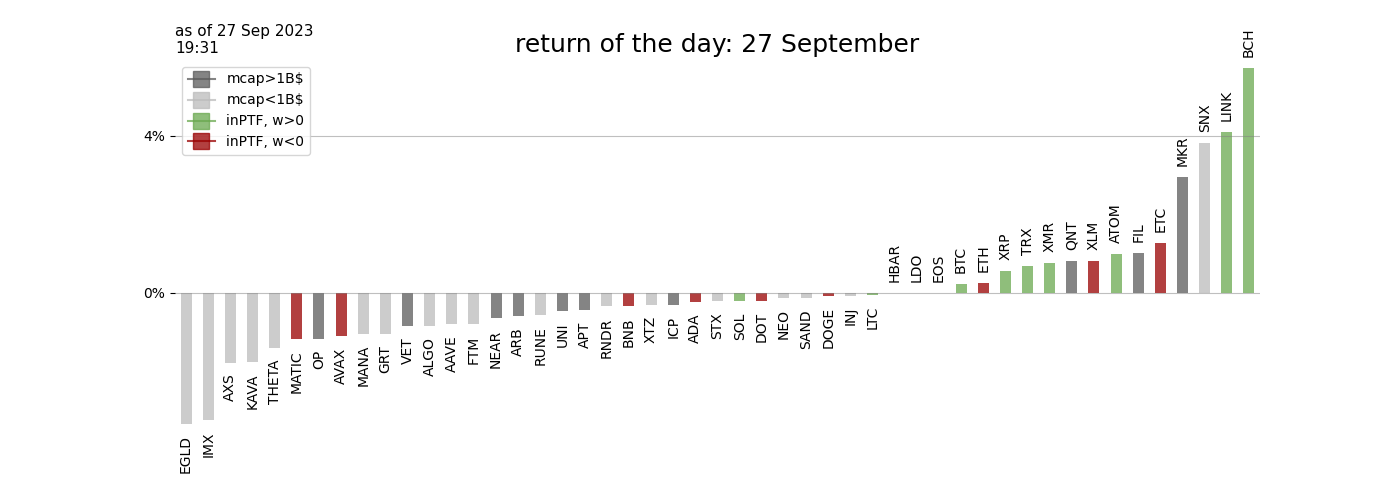 as of 27 Sep 2023
19:31
return of the day: 27 September
mcap>1B$
mcap<1B$
inPTF, w>0
inPTF, w<0
4%
0%
EGLD
IMX
AXS
KAVA
THETA
MATIC
OP
AVAX
MANA
GRT
VET
ALGO
AAVE
FTM
NEAR
ARB
RUNE
UNI
APT
RNDR
BNB
XTZ
ICP
ADA
STX
SOL
DOT
NEO
SAND
DOGE
INJ
LTC
HBAR
LDO
EOS
BTC
ETH
XRP
TRX
XMR
QNT
XLM
ATOM
FIL
ETC
MKR
SNX
LINK
BCH